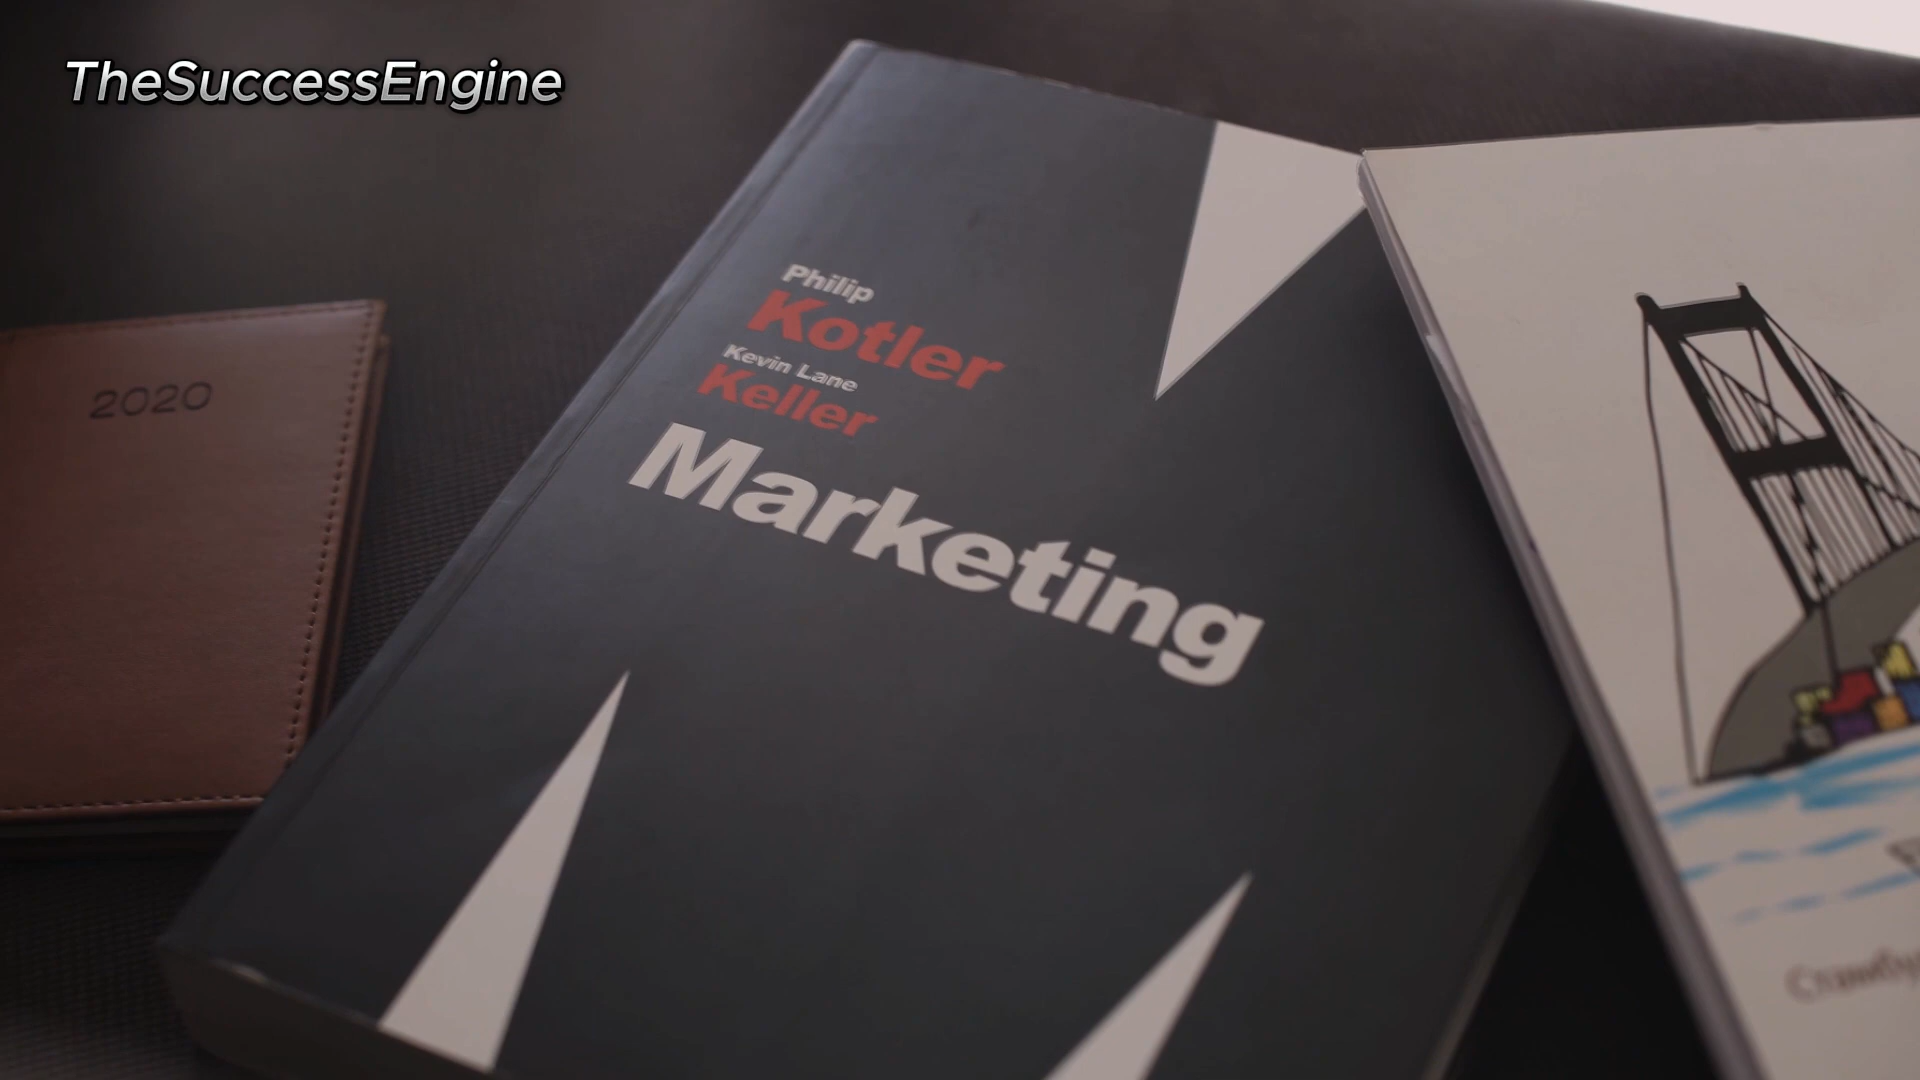 TheSuccessEngine
2020
Philip
Kotler
Kevin Lane
Keller
Marketing